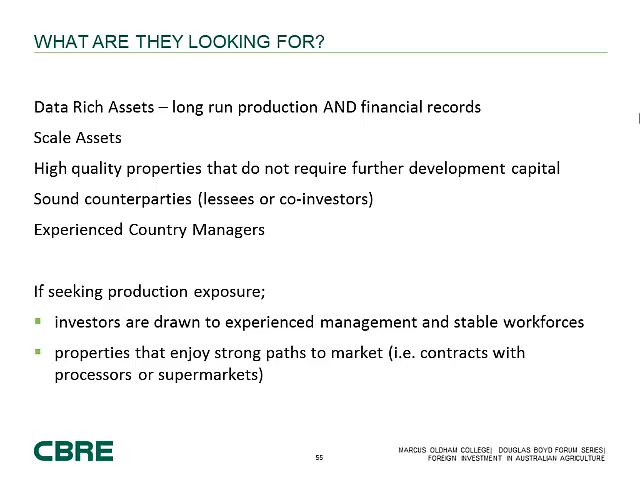 WHAT ARE THEY LOOKING FOR?
Data Rich Assets – long run production AND financial records
Scale Assets
High quality properties that do not require further development capital
Sound counterparties (lessees or co-investors)
Experienced Country Managers
If seeking production exposure;
▪ investors are drawn to experienced management and stable workforces
▪ properties that enjoy strong paths to market (i.e. contracts with
processors or supermarkets)
CBRE
55
MARCUS OLDHAM COLLEGE| DOUGLAS BOYD FORUM SERIES|
FOREIGN INVESTMENT IN AUSTRALIAN AGRICULTURE